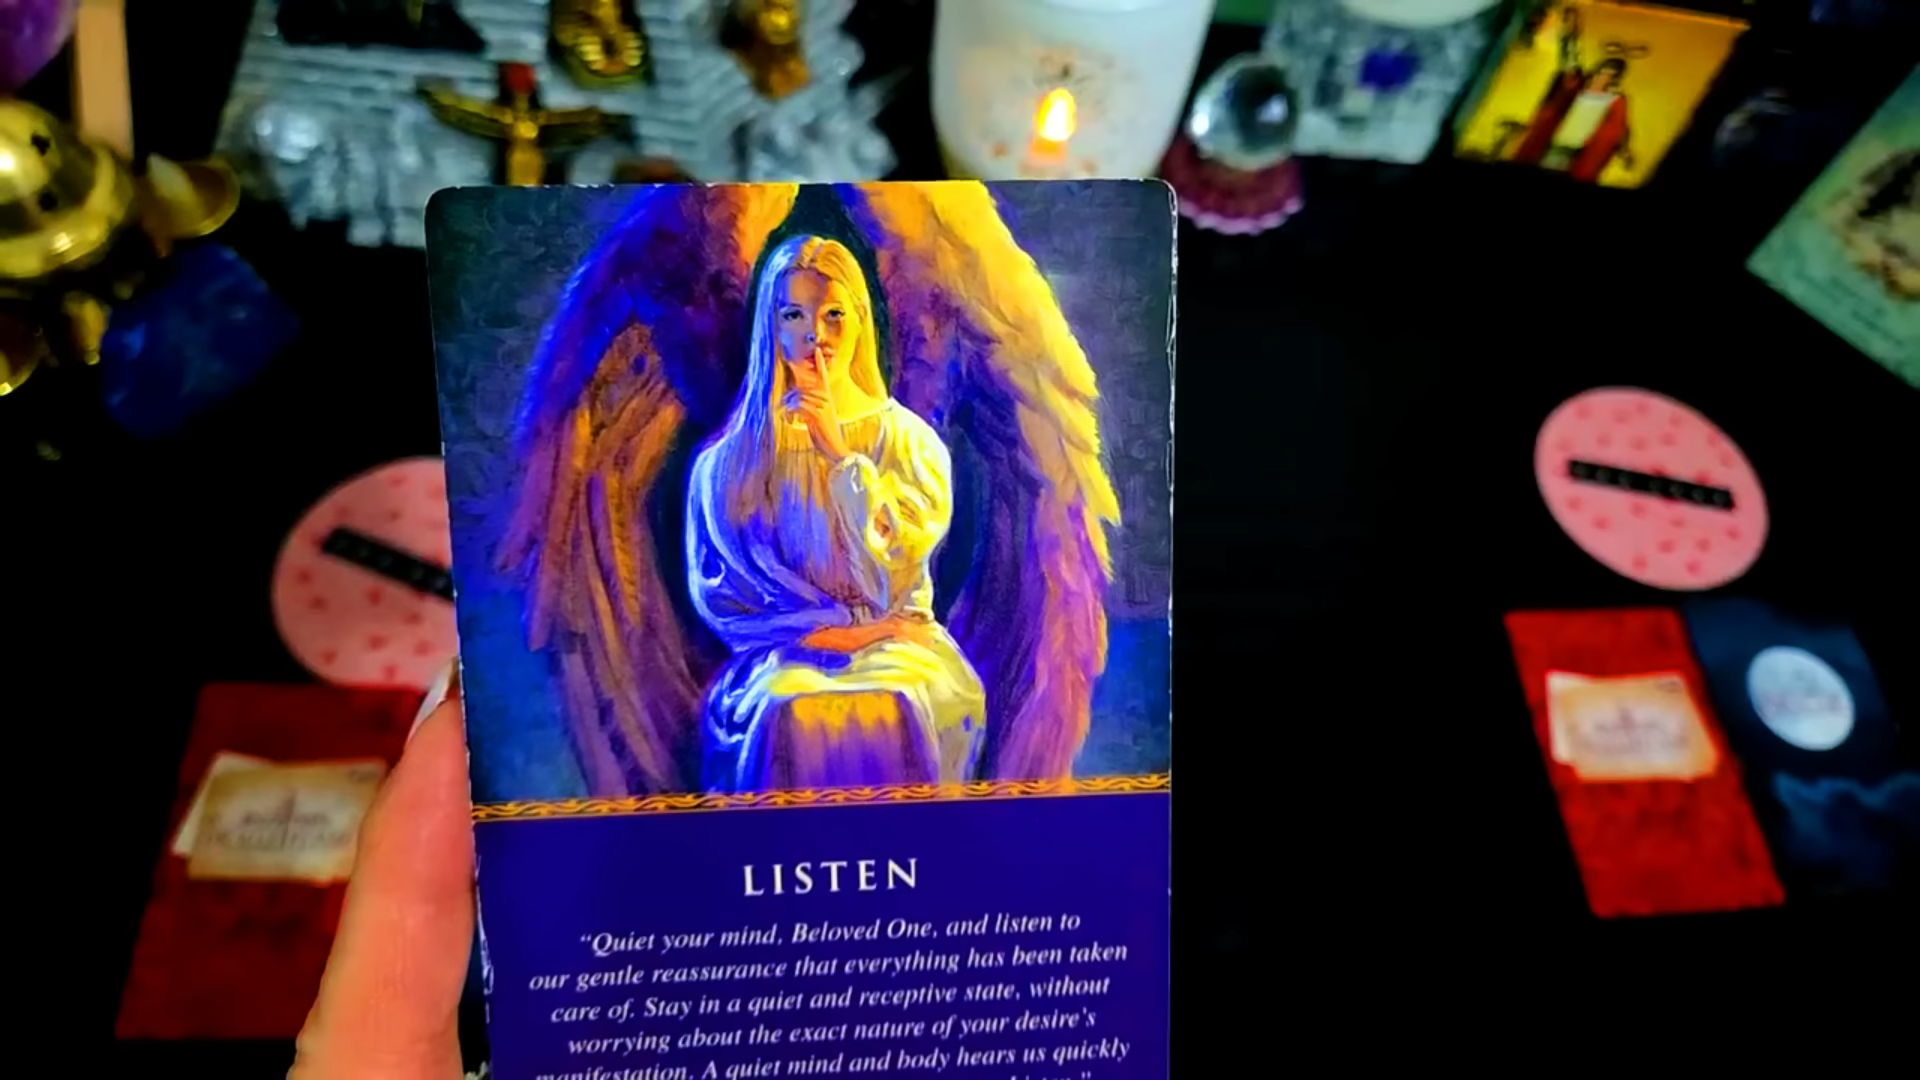 LISTEN
“Quiet your mind, Beloved One, and listen to
our gentle reassurance that everything has been taken
care of. Stay in a quiet and receptive state, without
worrying about the exact nature of your desire's
manifestation. A quiet mind and body hears us quickly
Listen.”